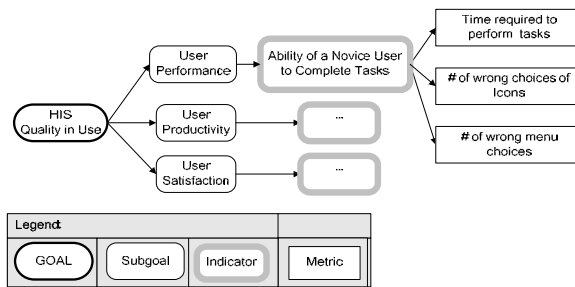 User
Performance
Ability of a Novice User
to Complete Tasks
Time required to
perform tasks
# of wrong choices of
Icons
# of wrong menu
choices
HIS
Quality in Use
User
Productivity
...
User
Satisfaction
...
Legend:
GOAL
Subgoal
Indicator
Metric